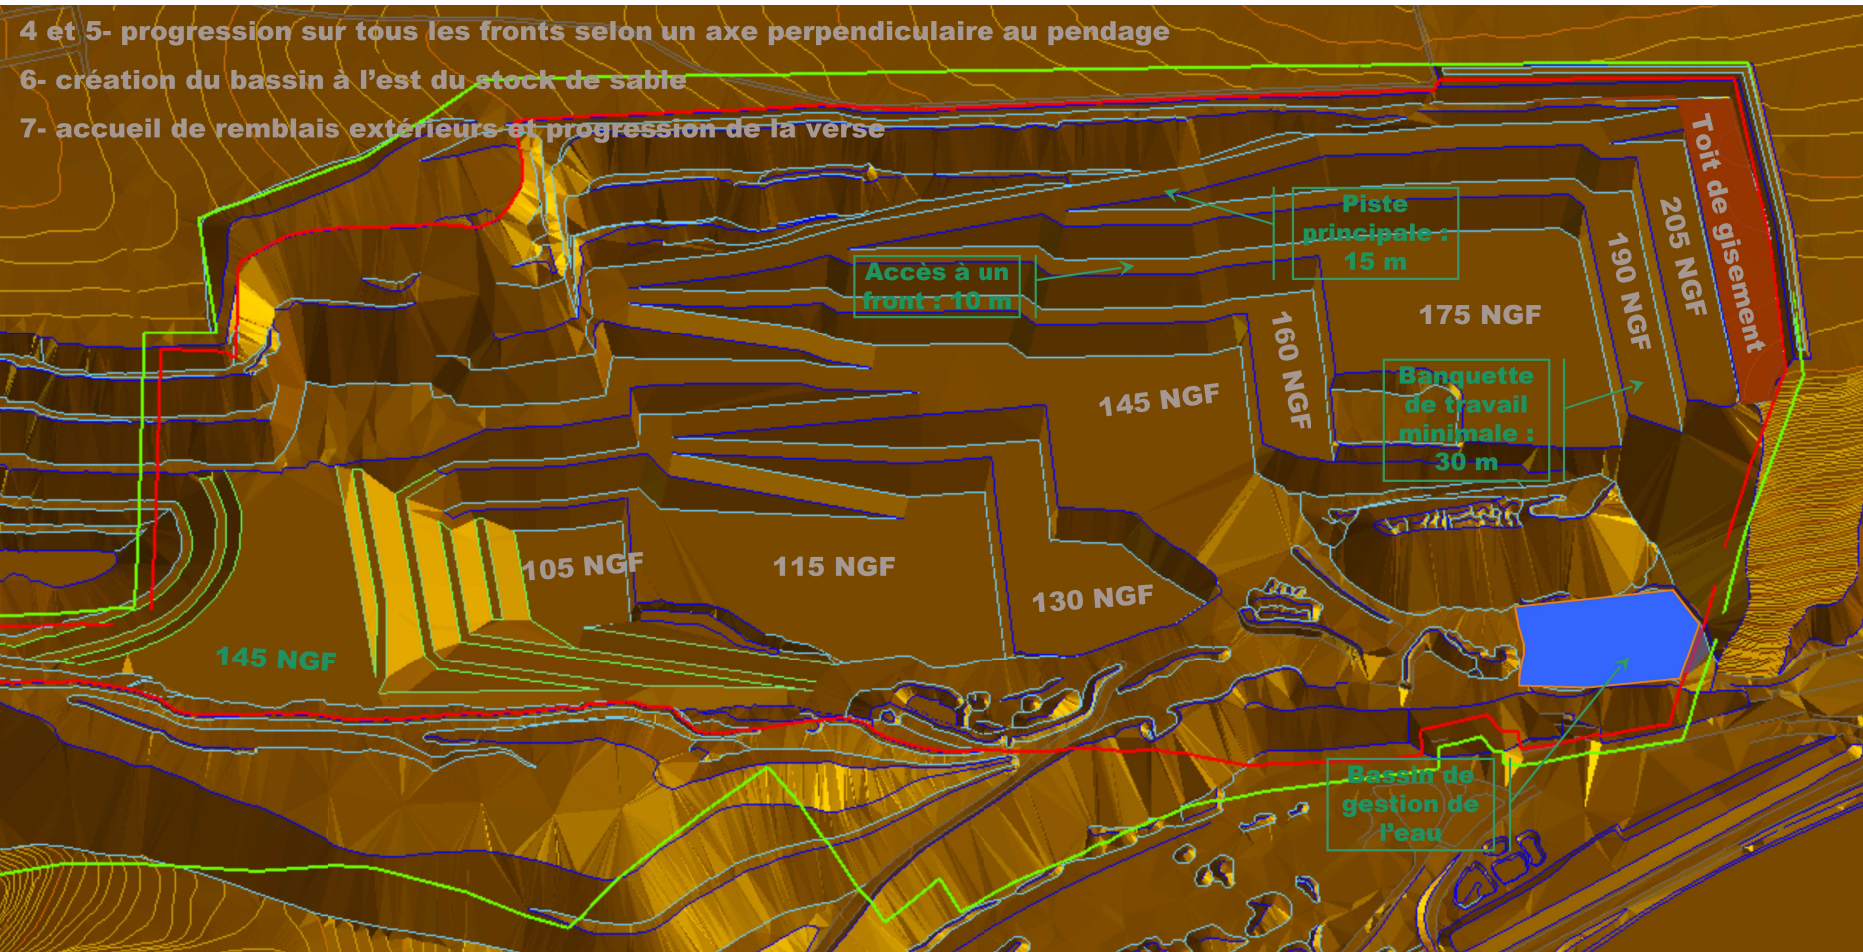 4 et 5- progression sur tous les fronts selon un axe perpendiculaire au pendage
6- création du bassin à l’est du stock de sable
7- accueil de remblais extérieurs et progression de la verse
Toit de gisement
Piste
principale :
15 m
205 NGF
190 NGF
Accès à un
front : 10 m
175 NGF
160 NGF
Banquette
de travail
minimale :
30 m
145 NGF
105 NGF
115 NGF
130 NGF
145 NGF
Bassin de
gestion de
l’eau